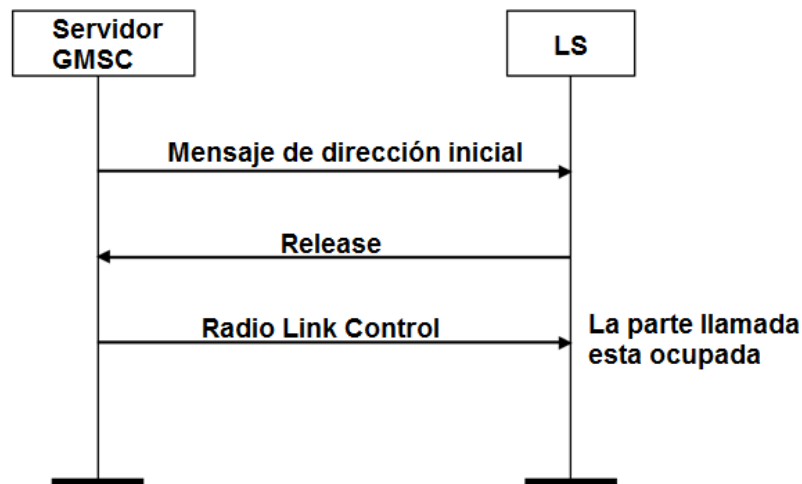 Servidor
GMSC
LS
Mensaje de dirección inicial
Release
Radio Link Control
La parte llamada
esta ocupada